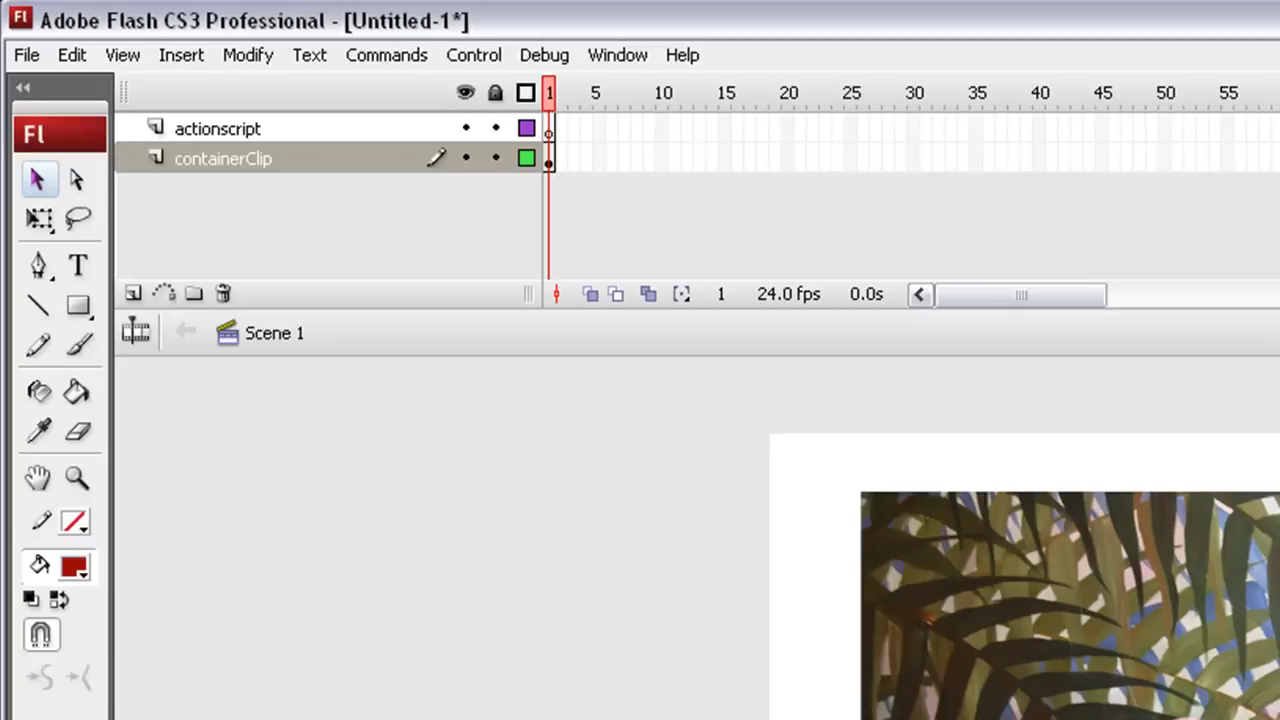 Fl Adobe Flash CS3 Professional - [Untitled-1*]
File Edit View Insert Modify Text Commands Control Debug Window Help
1 5 10 15 20 25 30 35 40 45 50 55
Fl
actionscript
containerClip
T
1 24.0 fps 0.0s
Scene 1